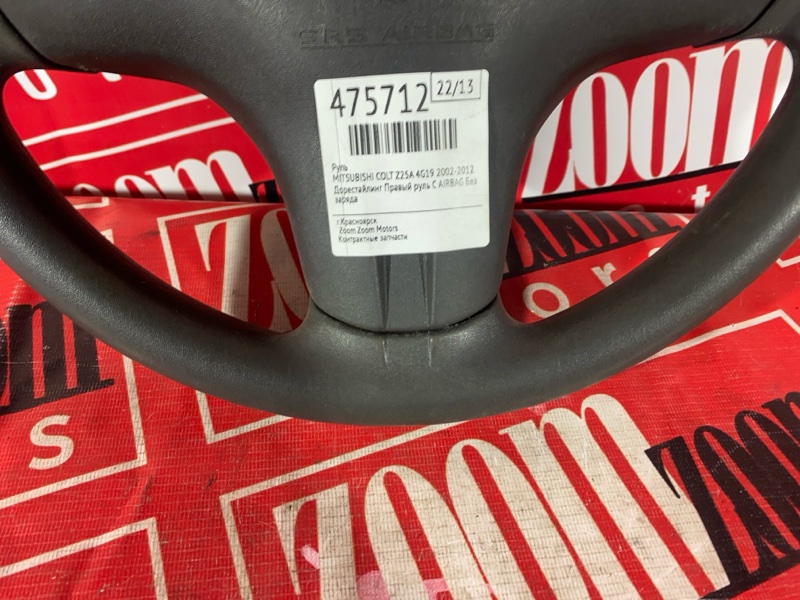 SRS AIRBAG
475712 22/13
Руль
MITSUBISHI COLT Z25A 4G19 2002-2012
Дорестайлинг Правый руль С AIRBAG Без
заряда
г.Красноярск
Zoom Zoom Motors
Контрактные запчасти
zoom
zoom
ors
s
zoom
zoom